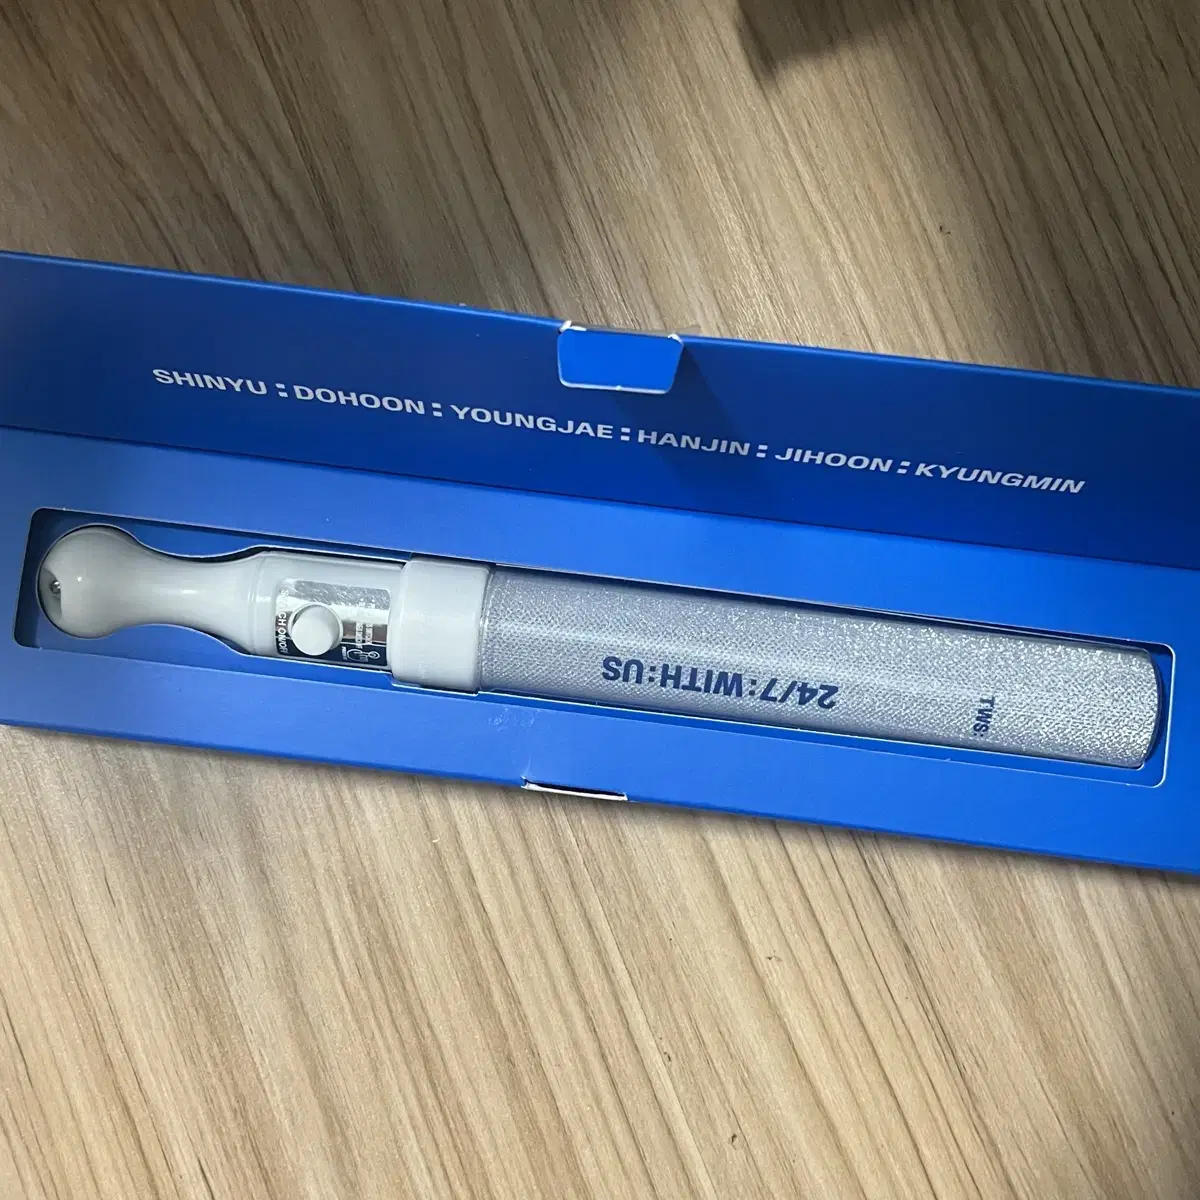 SHINYU : DOHOON : YOUNGJAE : HANJIN : JIHOON : KYUNGMIN
24/7:WITH:US
TWS